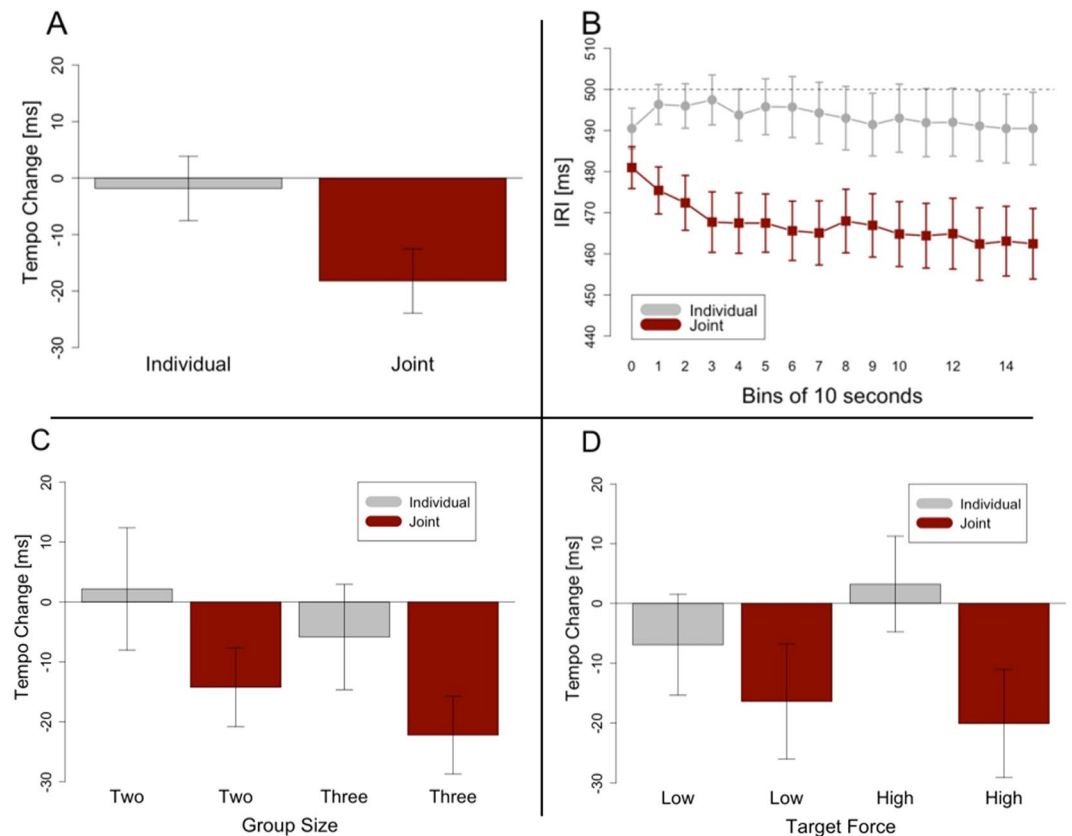 A
Tempo Change [ms]
20
10
0
-10
-20
-30
Individual
Joint
B
IRI [ms]
510
500
490
480
470
460
450
440
Individual
Joint
0 1 2 3 4 5 6 7 8 9 10 12 14
Bins of 10 seconds
C
Tempo Change [ms]
20
10
0
-10
-20
-30
Individual
Joint
Two Two Three Three
Group Size
D
Tempo Change [ms]
20
10
0
-10
-20
-30
Individual
Joint
Low Low High High
Target Force